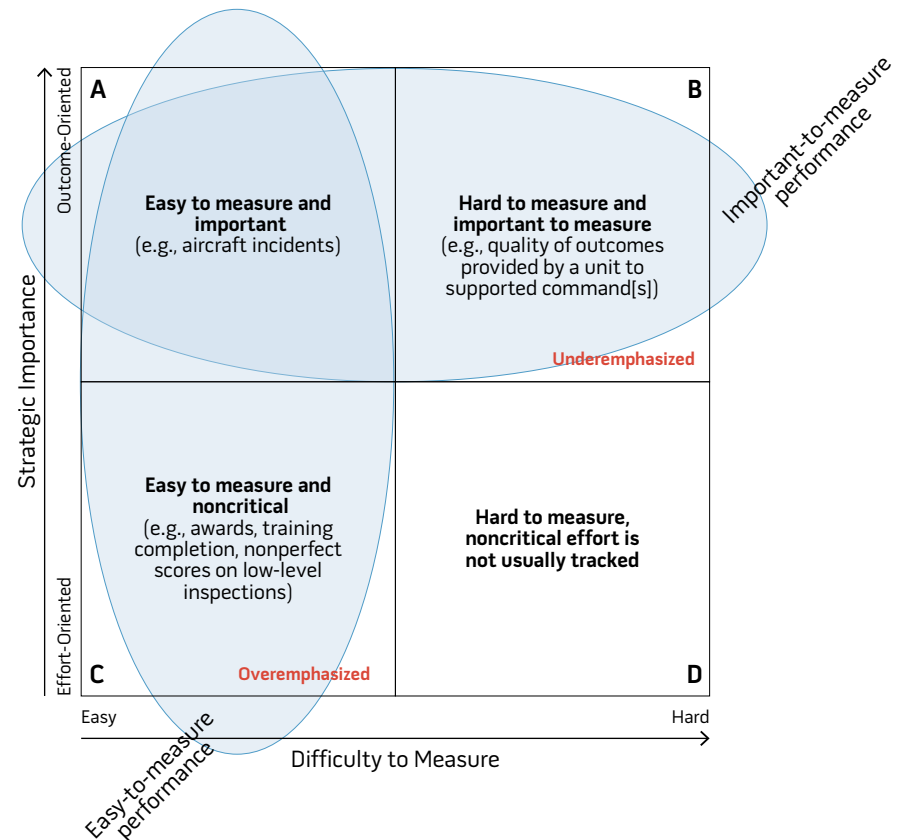 A
B
Important-to-measure
performance
Outcome-Oriented
Strategic Importance
Effort-Oriented
Easy to measure and
important
(e.g., aircraft incidents)
Hard to measure and
important to measure
(e.g., quality of outcomes
provided by a unit to
supported command[s])
Underemphasized
Easy to measure and
noncritical
(e.g., awards, training
completion, nonperfect
scores on low-level
inspections)
Overemphasized
Hard to measure,
noncritical effort is
not usually tracked
C
D
Easy
Hard
Difficulty to Measure
Easy-to-measure
performance